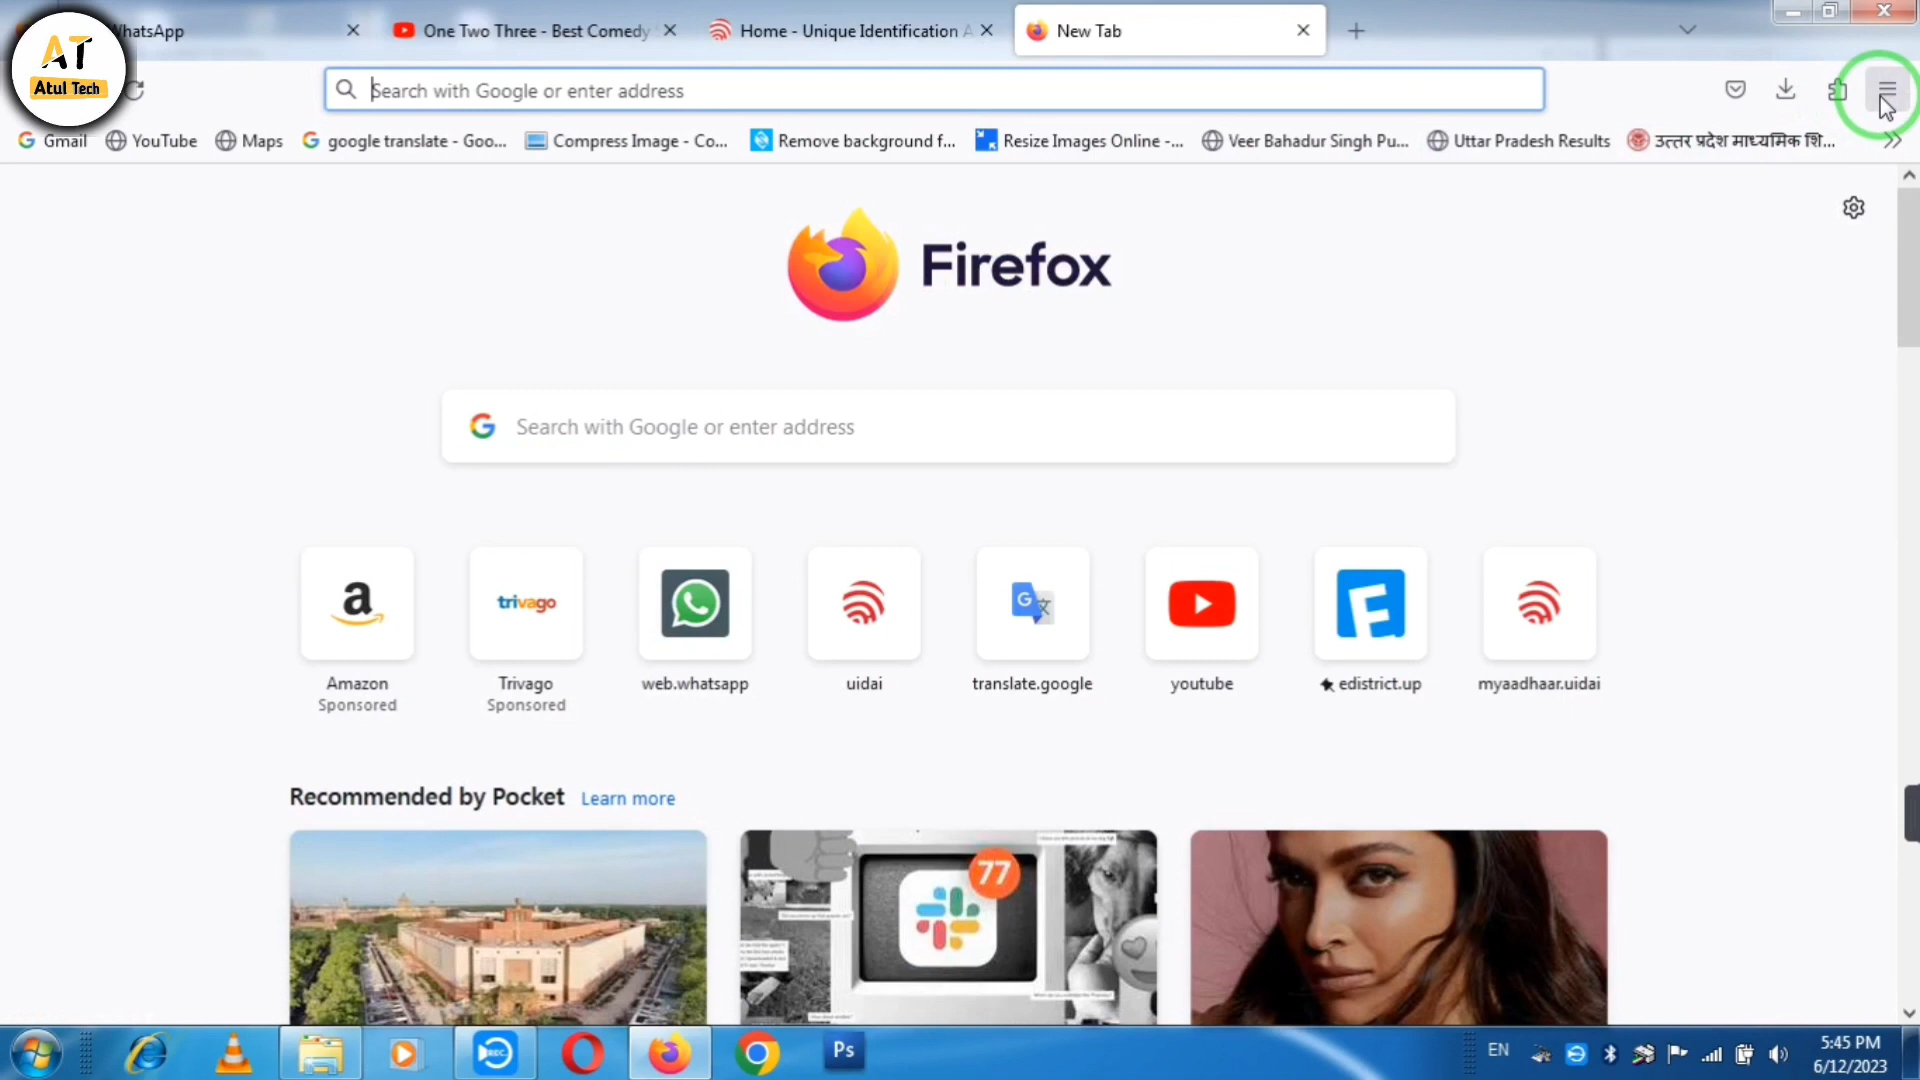 AT
Atul Tech
WhatsApp
One Two Three - Best Comedy
Home - Unique Identification A
New Tab
Search with Google or enter address
Gmail
YouTube
Maps
google translate - Goo...
Compress Image - Co...
Remove background f...
Resize Images Online -...
Veer Bahadur Singh Pu...
Uttar Pradesh Results
उत्तर प्रदेश माध्यमिक शि...
Firefox
Search with Google or enter address
amazon
trivago
Amazon
Sponsored
Trivago
Sponsored
web.whatsapp
uidai
translate.google
youtube
edistrict.up
myaadhaar.uidai
Recommended by Pocket
Learn more
77
REC
Ps
EN
5:45 PM
6/12/2023